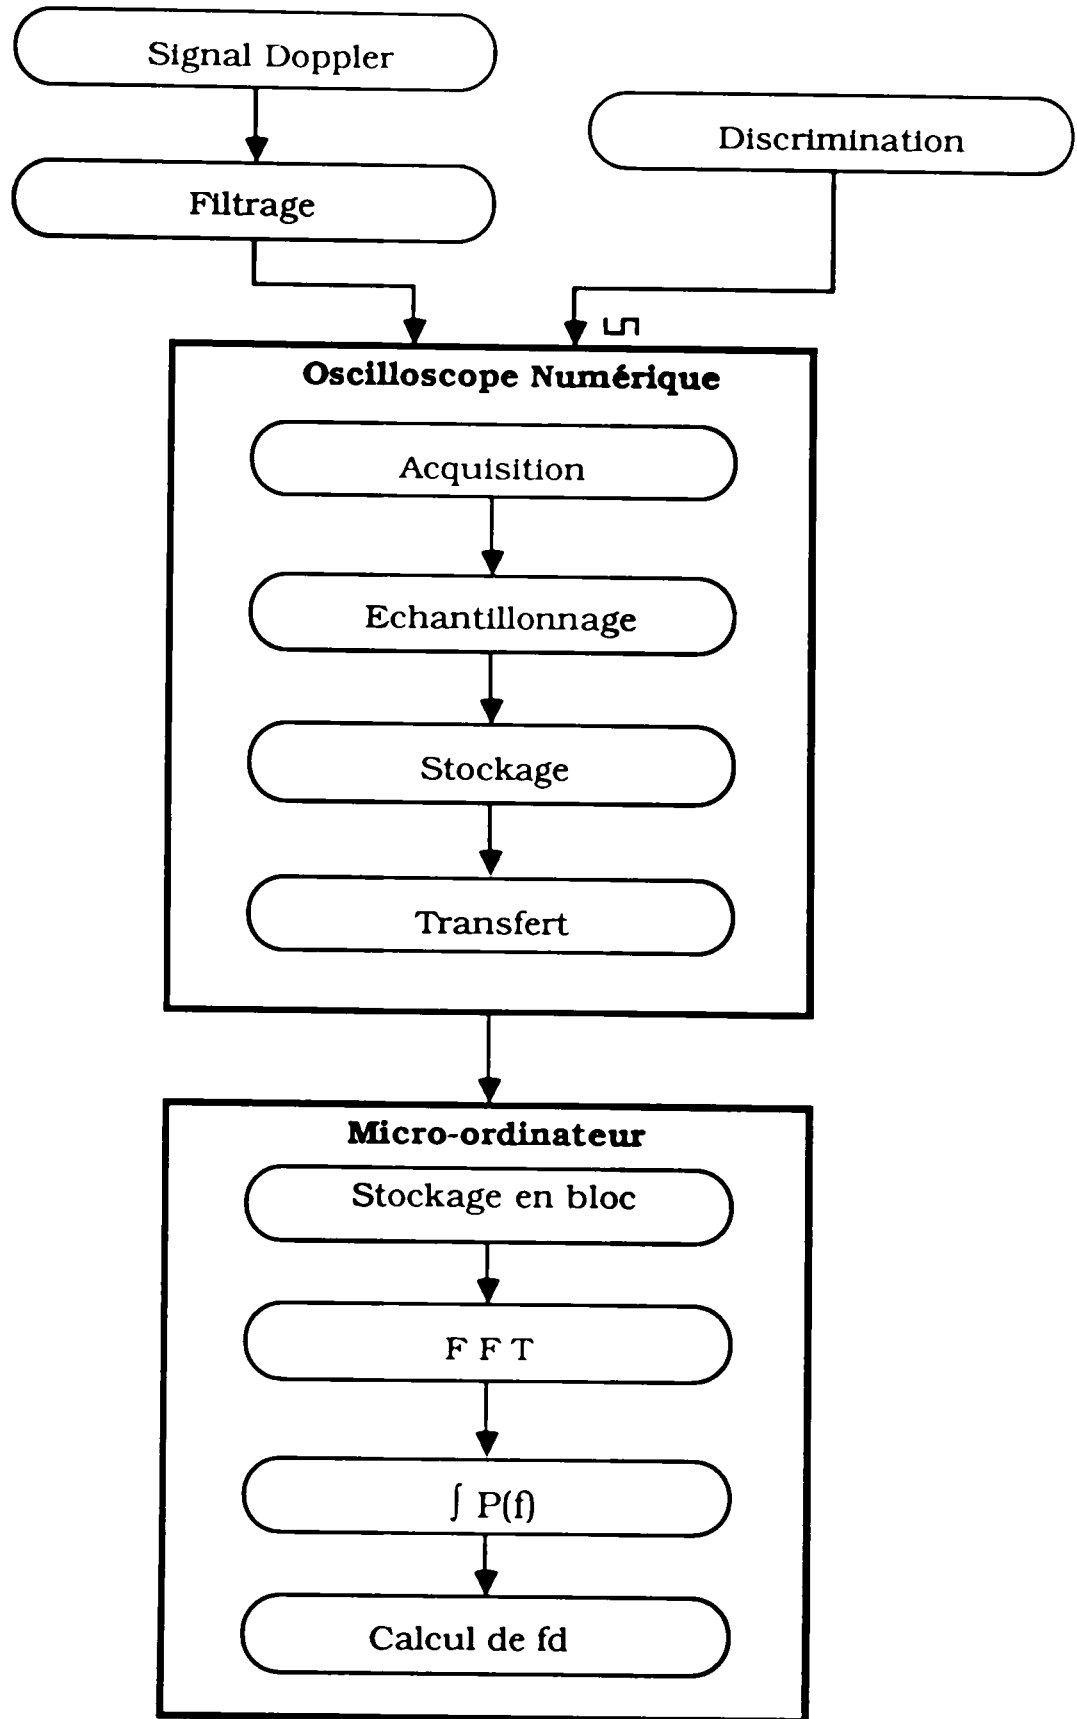 Signal Doppler
Discrimination
Filtrage
Oscilloscope Numérique
Acquisition
Echantillonnage
Stockage
Transfert
Micro-ordinateur
Stockage en bloc
F F T
∫ P(f)
Calcul de fd